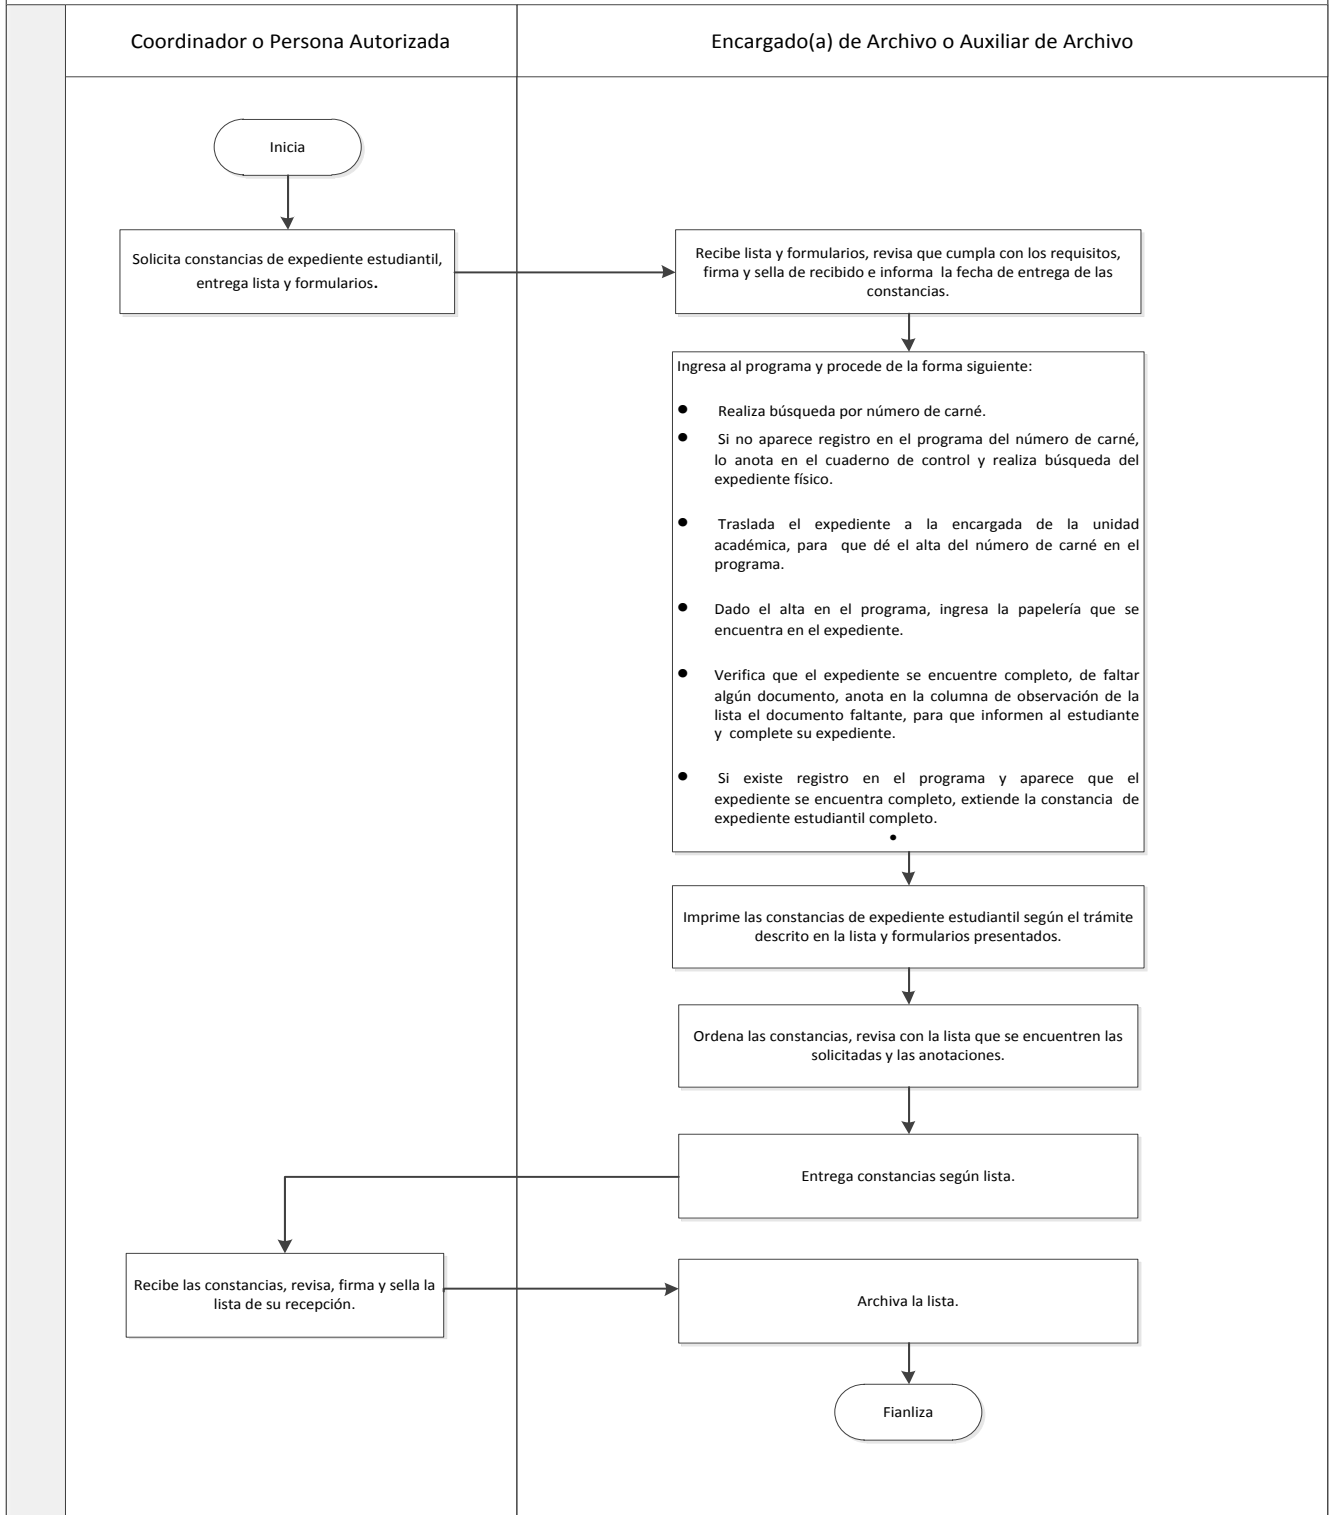 Coordinador o Persona Autorizada
Encargado(a) de Archivo o Auxiliar de Archivo
Inicia
Solicita constancias de expediente estudiantil,
entrega lista y formularios.
Recibe lista y formularios, revisa que cumpla con los requisitos,
firma y sella de recibido e informa la fecha de entrega de las
constancias.
Ingresa al programa y procede de la forma siguiente:
● Realiza búsqueda por número de carné.
● Si no aparece registro en el programa del número de carné,
lo anota en el cuaderno de control y realiza búsqueda del
expediente físico.
● Traslada el expediente a la encargada de la unidad
académica, para que dé el alta del número de carné en el
programa.
● Dado el alta en el programa, ingresa la papelería que se
encuentra en el expediente.
● Verifica que el expediente se encuentre completo, de faltar
algún documento, anota en la columna de observación de la
lista el documento faltante, para que informen al estudiante
y complete su expediente.
● Si existe registro en el programa y aparece que el
expediente se encuentra completo, extiende la constancia de
expediente estudiantil completo.
●
Imprime las constancias de expediente estudiantil según el trámite
descrito en la lista y formularios presentados.
Ordena las constancias, revisa con la lista que se encuentren las
solicitadas y las anotaciones.
Entrega constancias según lista.
Recibe las constancias, revisa, firma y sella la
lista de su recepción.
Archiva la lista.
Fianliza